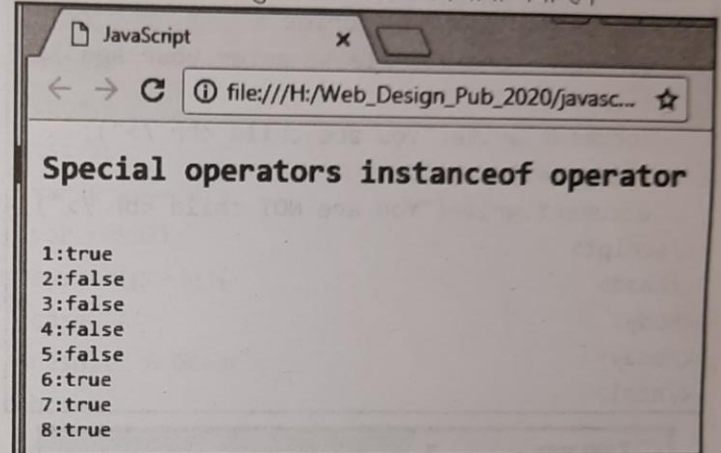 JavaScript
file:///H:/Web_Design_Pub_2020/javasc...
Special operators instanceof operator
1:true
2:false
3:false
4:false
5:false
6:true
7:true
8:true